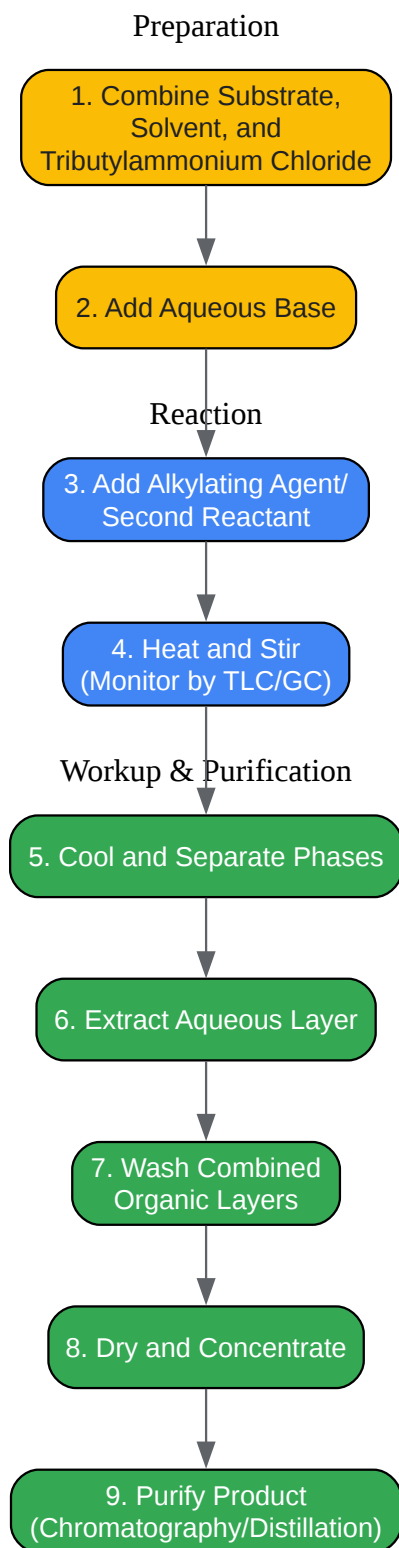 Preparation
1. Combine Substrate,
Solvent, and
Tributylammonium Chloride
2. Add Aqueous Base
Reaction
3. Add Alkylating Agent/
Second Reactant
4. Heat and Stir
(Monitor by TLC/GC)
Workup & Purification
5. Cool and Separate Phases
6. Extract Aqueous Layer
7. Wash Combined
Organic Layers
8. Dry and Concentrate
9. Purify Product
(Chromatography/Distillation)